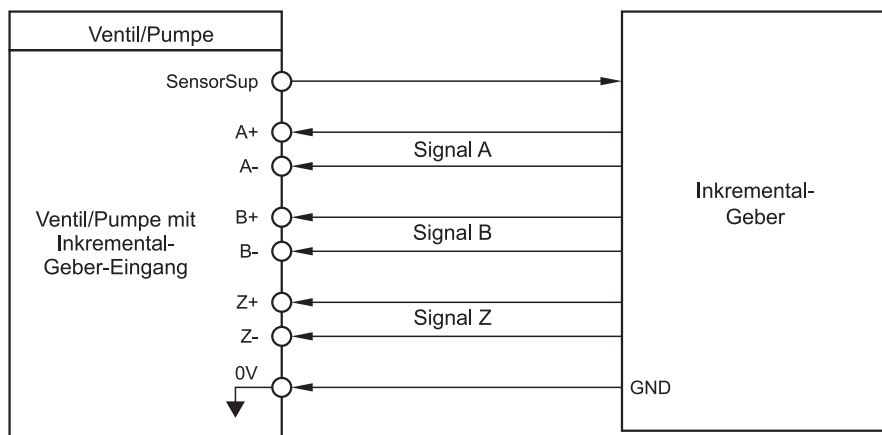 Ventil/Pumpe
SensorSup
A+
Signal A
A-
B+
Signal B
B-
Z+
Signal Z
Z-
0V
Ventil/Pumpe mit
Inkremental-
Geber-Eingang
Inkremental-
Geber
GND